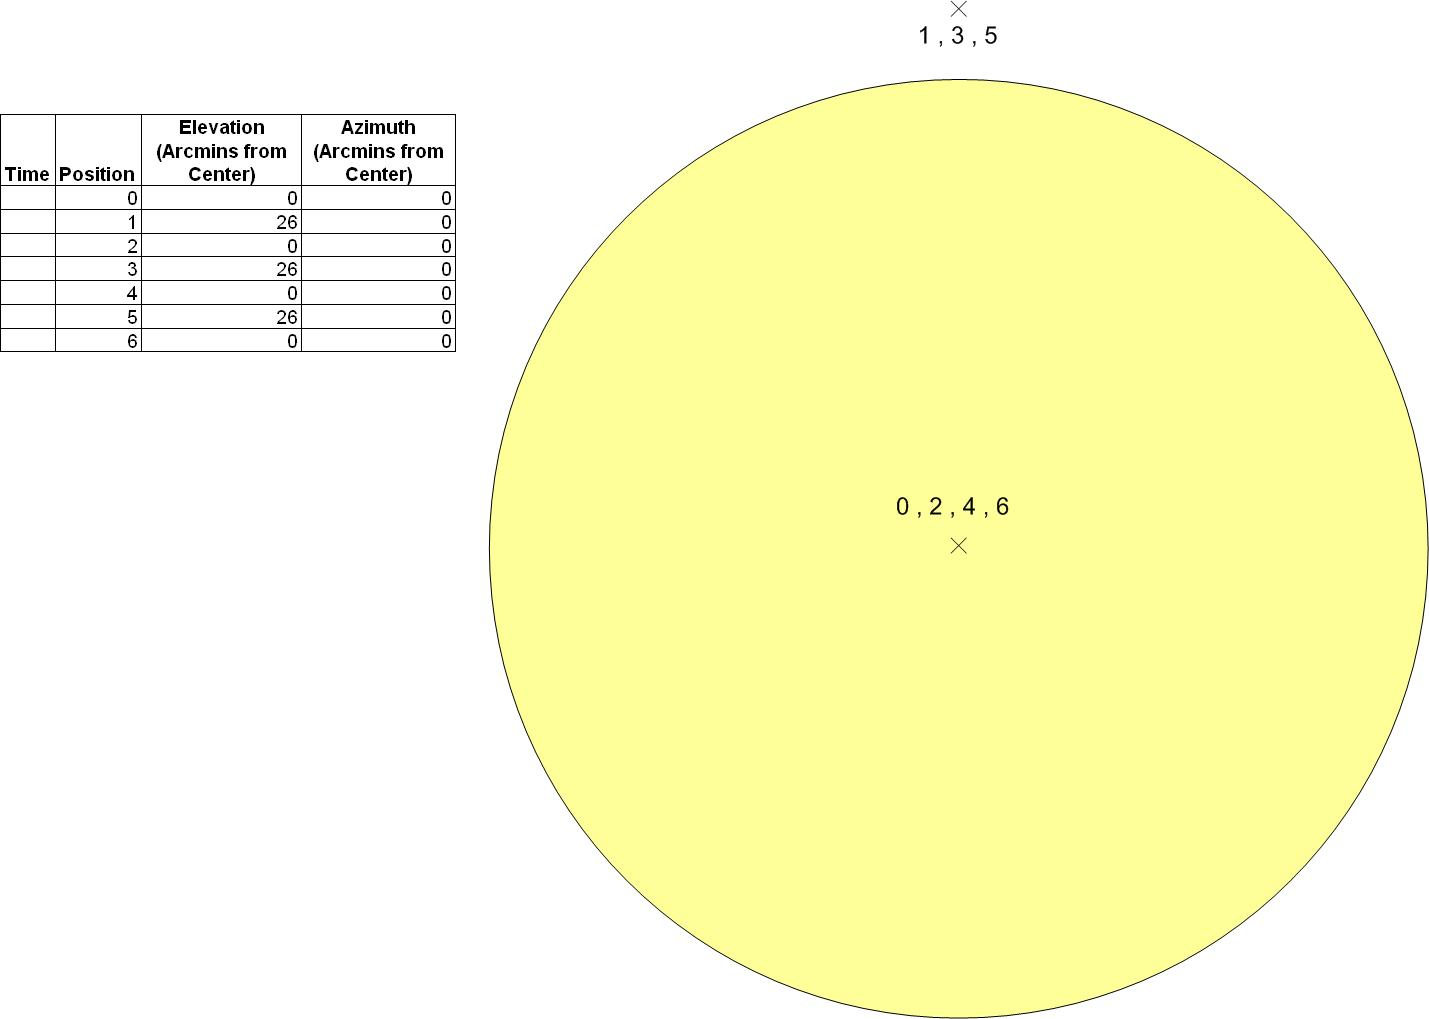 1 , 3 , 5
Elevation Azimuth
(Arcmins from (Arcmins from
Time Position Center) Center)
0 0 0
1 26 0
2 0 0
3 26 0
4 0 0
5 26 0
6 0 0
0 , 2 , 4 , 6